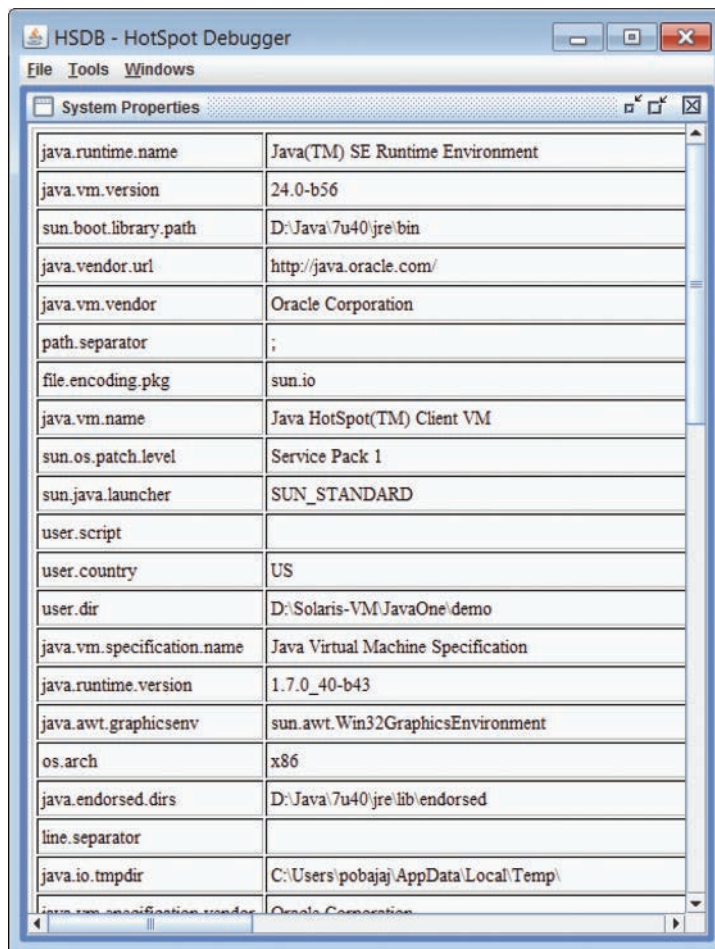 HSDB - HotSpot Debugger
File Tools Windows
System Properties
java.runtime.name Java(TM) SE Runtime Environment
java.vm.version 24.0-b56
sun.boot.library.path D:\Java\7u40\jre\bin
java.vendor.url http://java.oracle.com/
java.vm.vendor Oracle Corporation
path.separator ;
file.encoding.pkg sun.io
java.vm.name Java HotSpot(TM) Client VM
sun.os.patch.level Service Pack 1
sun.java.launcher SUN_STANDARD
user.script
user.country US
user.dir D:\Solaris-VM\JavaOne\demo
java.vm.specification.name Java Virtual Machine Specification
java.runtime.version 1.7.0_40-b43
java.awt.graphicsenv sun.awt.Win32GraphicsEnvironment
os.arch x86
java.endorsed.dirs D:\Java\7u40\jre\lib\endorsed
line.separator
java.io.tmpdir C:\Users\pobajaj\AppData\Local\Temp\
java.vm.specification.vendor Oracle Corporation